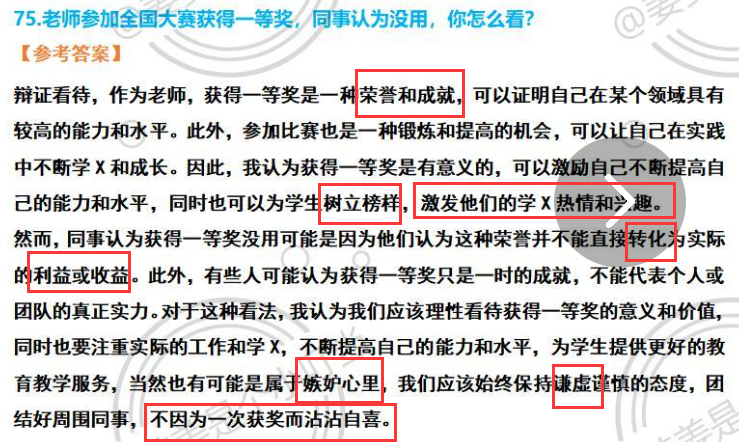 75.老师参加全国大赛获得一等奖，同事认为没用，你怎么看？
【参考答案】
辩证看待，作为老师，获得一等奖是一种荣誉和成就，可以证明自己在某个领域具有
较高的能力和水平。此外，参加比赛也是一种锻炼和提高的机会，可以让自己在实践
中不断学X和成长。因此，我认为获得一等奖是有意义的，可以激励自己不断提高自
己的能力和水平，同时也可以为学生树立榜样，激发他们的学X热情和兴趣。
然而，同事认为获得一等奖没用可能是因为他们认为这种荣誉并不能直接转化为实际
的利益或收益。此外，有些人可能认为获得一等奖只是一时的成就，不能代表个人或
团队的真正实力。对于这种看法，我认为我们应该理性看待获得一等奖的意义和价值，
同时也要注重实际的工作和学X，不断提高自己的能力和水平，为学生提供更好的教
育教学服务，当然也有可能是属于嫉妒心里，我们应该始终保持谦虚谨慎的态度，团
结好周围同事，不因为一次获奖而沾沾自喜。